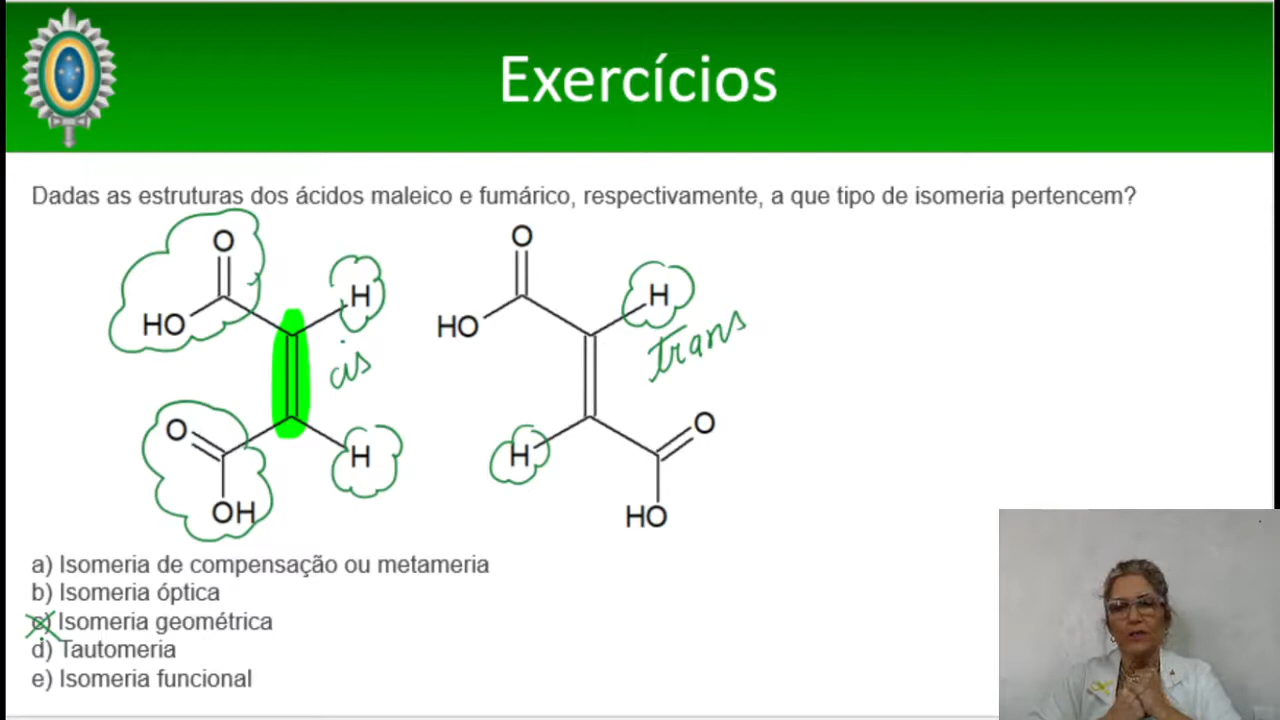 Exercícios
Dadas as estruturas dos ácidos maleico e fumárico, respectivamente, a que tipo de isomeria pertencem?
O
H
HO
cis
O
H
OH
O
H
HO
trans
H
O
HO
a) Isomeria de compensação ou metameria
b) Isomeria óptica
c) Isomeria geométrica
d) Tautomeria
e) Isomeria funcional